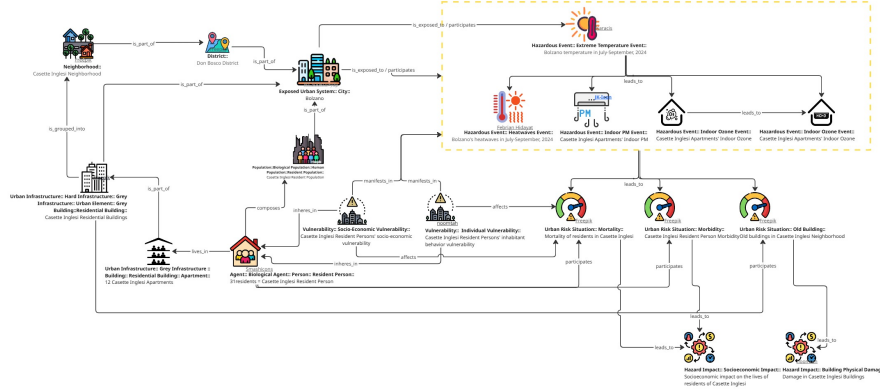 is_exposed_to / participates
Freepik
Hazardous Event:: Extreme Temperature Event::
Bolzano temperature in July-September, 2024
is_part_of
Neighborhood::
Casette Inglesi Neighborhood
District::
Don Bosco District
is_part_of
is_exposed_to / participates
Exposed Urban System:: City::
Bolzano
is_part_of
leads_to
PM
Febrian Hidayat
Hazardous Event:: Heatwaves Event::
Bolzano's heatwaves in July-September, 2024
Hazardous Event:: Indoor PM Event::
Casette Inglesi Apartments' Indoor PM
Hazardous Event:: Indoor Ozone Event::
Casette Inglesi Apartments' Indoor Ozone
leads_to
Hazardous Event:: Indoor Ozone Event::
Casette Inglesi Apartments' Indoor Ozone
is_part_of
is_grouped_into
Population:Biological Population::Human
Population:: Resident Population::
Casette Inglesi Resident Population
Urban Infrastructure:: Hard Infrastructure:: Grey
Infrastructure:: Urban Element:: Grey
Building::Residential Building::
Casette Inglesi Residential Buildings
is_part_of
composes
manifests_in
manifests_in
inheres_in
Vulnerability:: Socio-Economic Vulnerability::
Casette Inglesi Resident Persons' socio-economic
vulnerability
Vulnerability:: Individual Vulnerability::
Casette Inglesi Resident Persons' inhabitant
behavior vulnerability
affects
leads_to
Freepik
Urban Risk Situation:: Mortality::
Mortality of residents in Casette Inglesi
Freepik
Urban Risk Situation:: Morbidity::
Casette Inglesi Resident Person Morbidity
Freepik
Urban Risk Situation:: Old Building::
Old buildings in Casette Inglesi Neighborhood
lives_in
affects
inheres_in
Urban Infrastructure:: Grey Infrastructure ::
Building:: Residential Building:: Apartment::
12 Casette Inglesi Apartments
Smashicons
Agent:: Biological Agent:: Person:: Resident Person::
31residents = Casette Inglesi Resident Person
participates
participates
participates
leads_to
leads_to
leads_to
Hazard Impact:: Socioeconomic Impact::
Socioeconomic impact on the lives of
residents of Casette Inglesi
Hazard Impact:: Building Physical Damag
Damage in Casette Inglesi Buildings